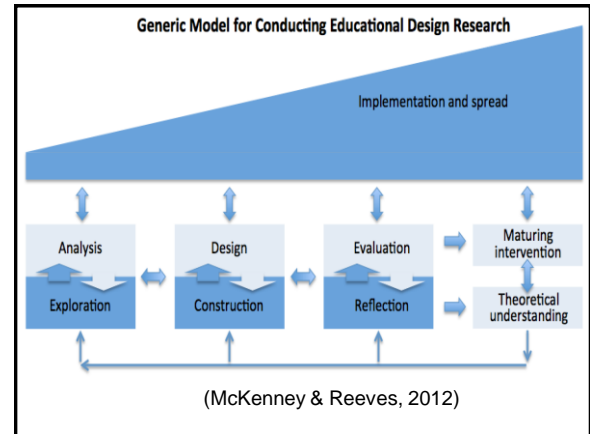 Generic Model for Conducting Educational Design Research
Implementation and spread
Analysis
Exploration
Design
Construction
Evaluation
Reflection
Maturing
intervention
Theoretical
understanding
(McKenney & Reeves, 2012)